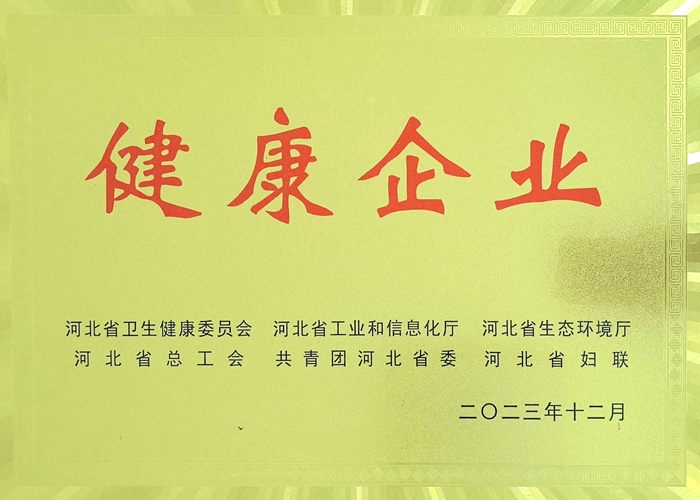 健康企业
河北省卫生健康委员会 河北省工业和信息化厅 河北省生态环境厅
河北省总工会 共青团河北省委 河北省妇联
二〇二三年十二月